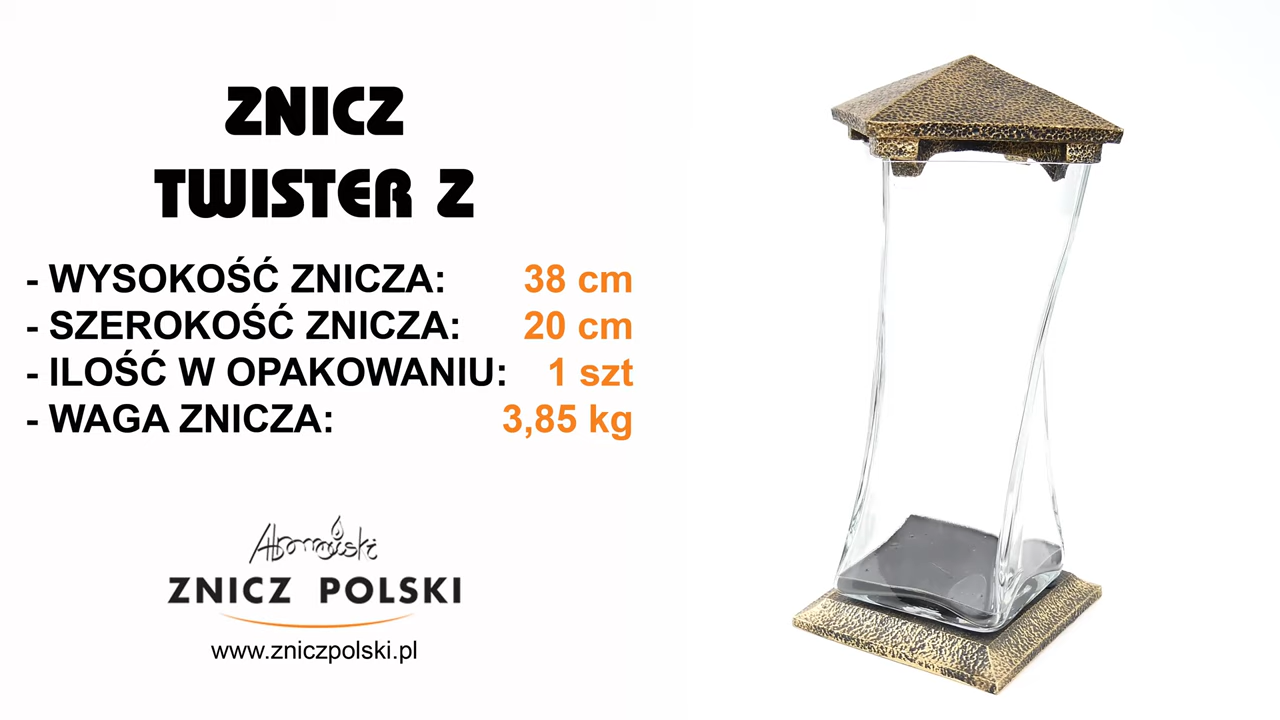 ZNICZ
TWISTER Z
- WYSOKOŚĆ ZNICZA: 38 cm
- SZEROKOŚĆ ZNICZA: 20 cm
- ILOŚĆ W OPAKOWANIU: 1 szt
- WAGA ZNICZA: 3,85 kg
ZNICZ POLSKI
www.zniczpolski.pl